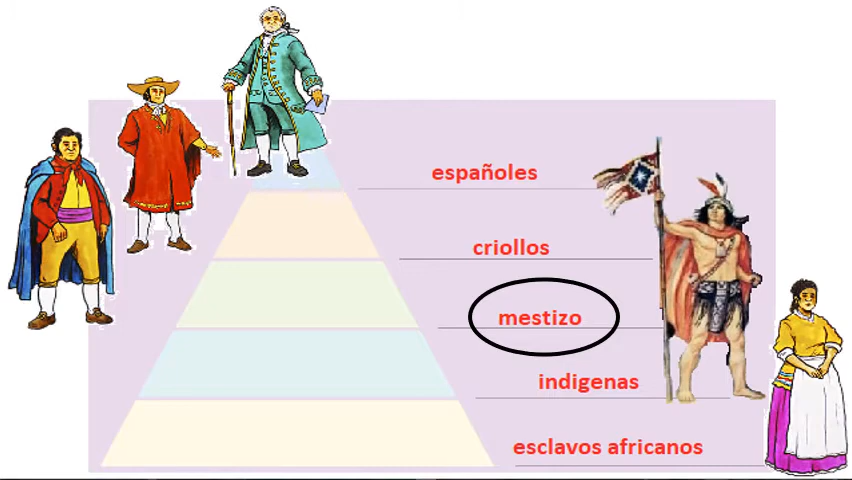 españoles
criollos
mestizo
indigenas
esclavos africanos